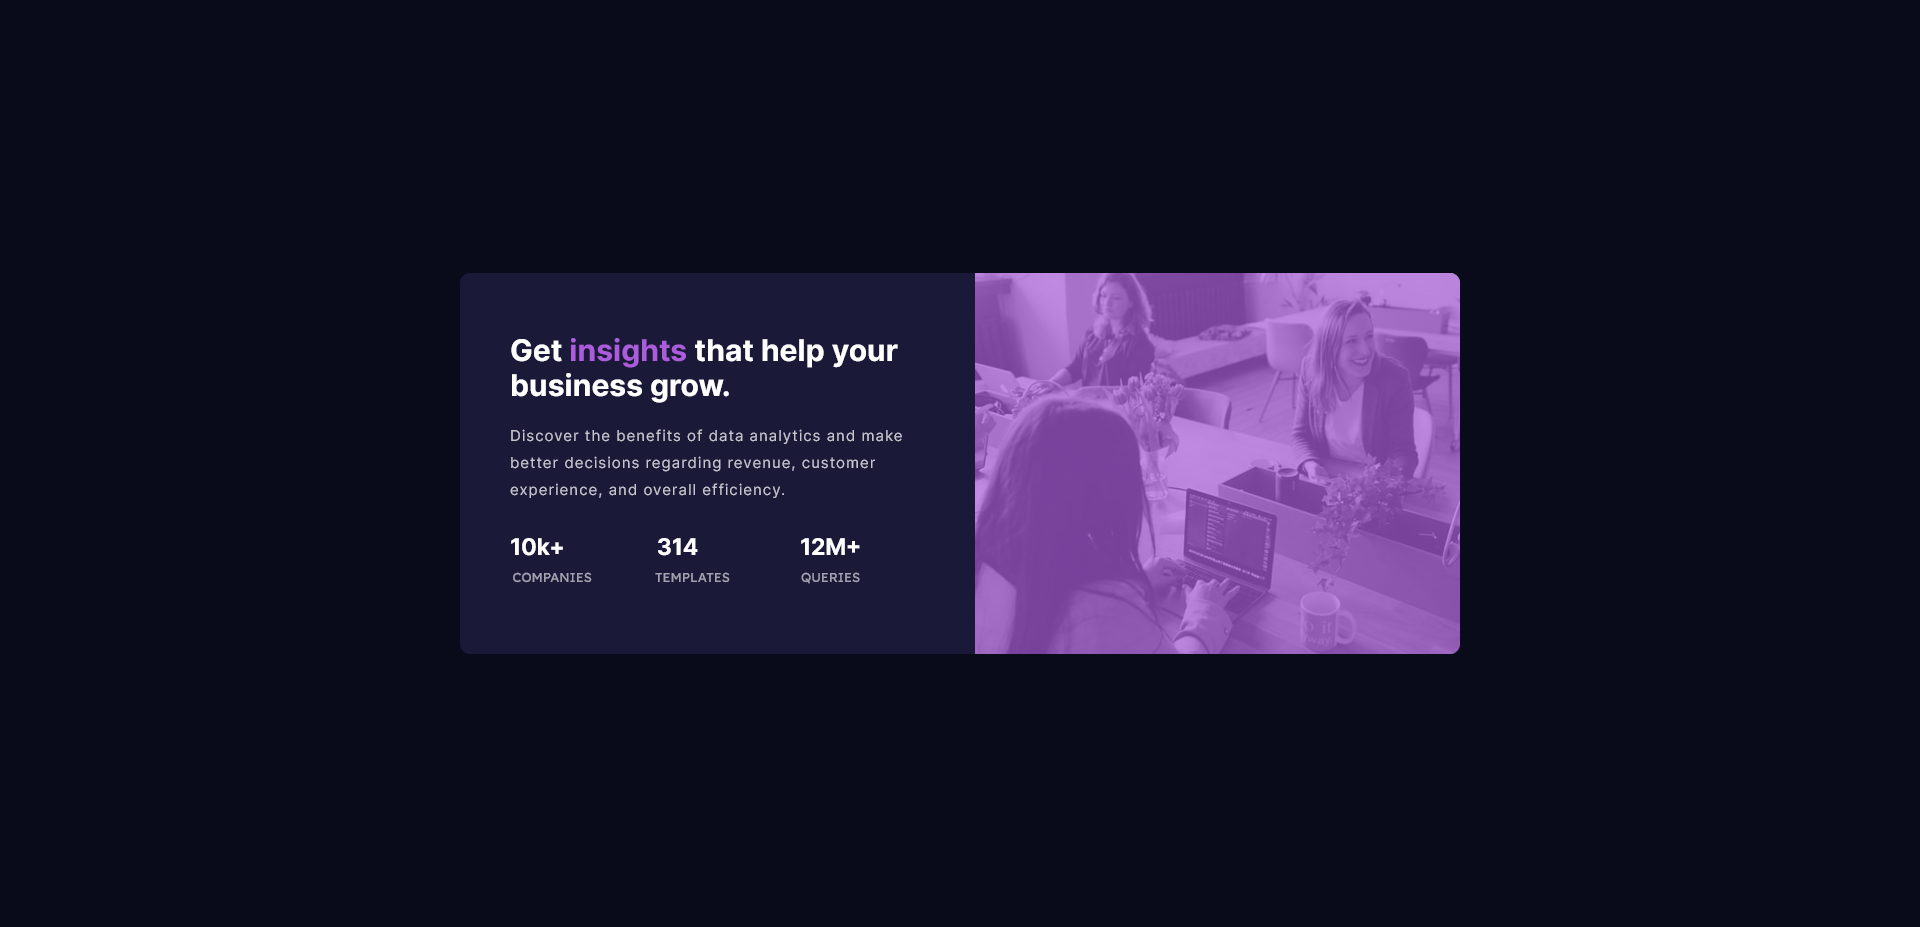 Get insights that help your
business grow.
Discover the benefits of data analytics and make
better decisions regarding revenue, customer
experience, and overall efficiency.
10k+ 314 12M+
COMPANIES TEMPLATES QUERIES